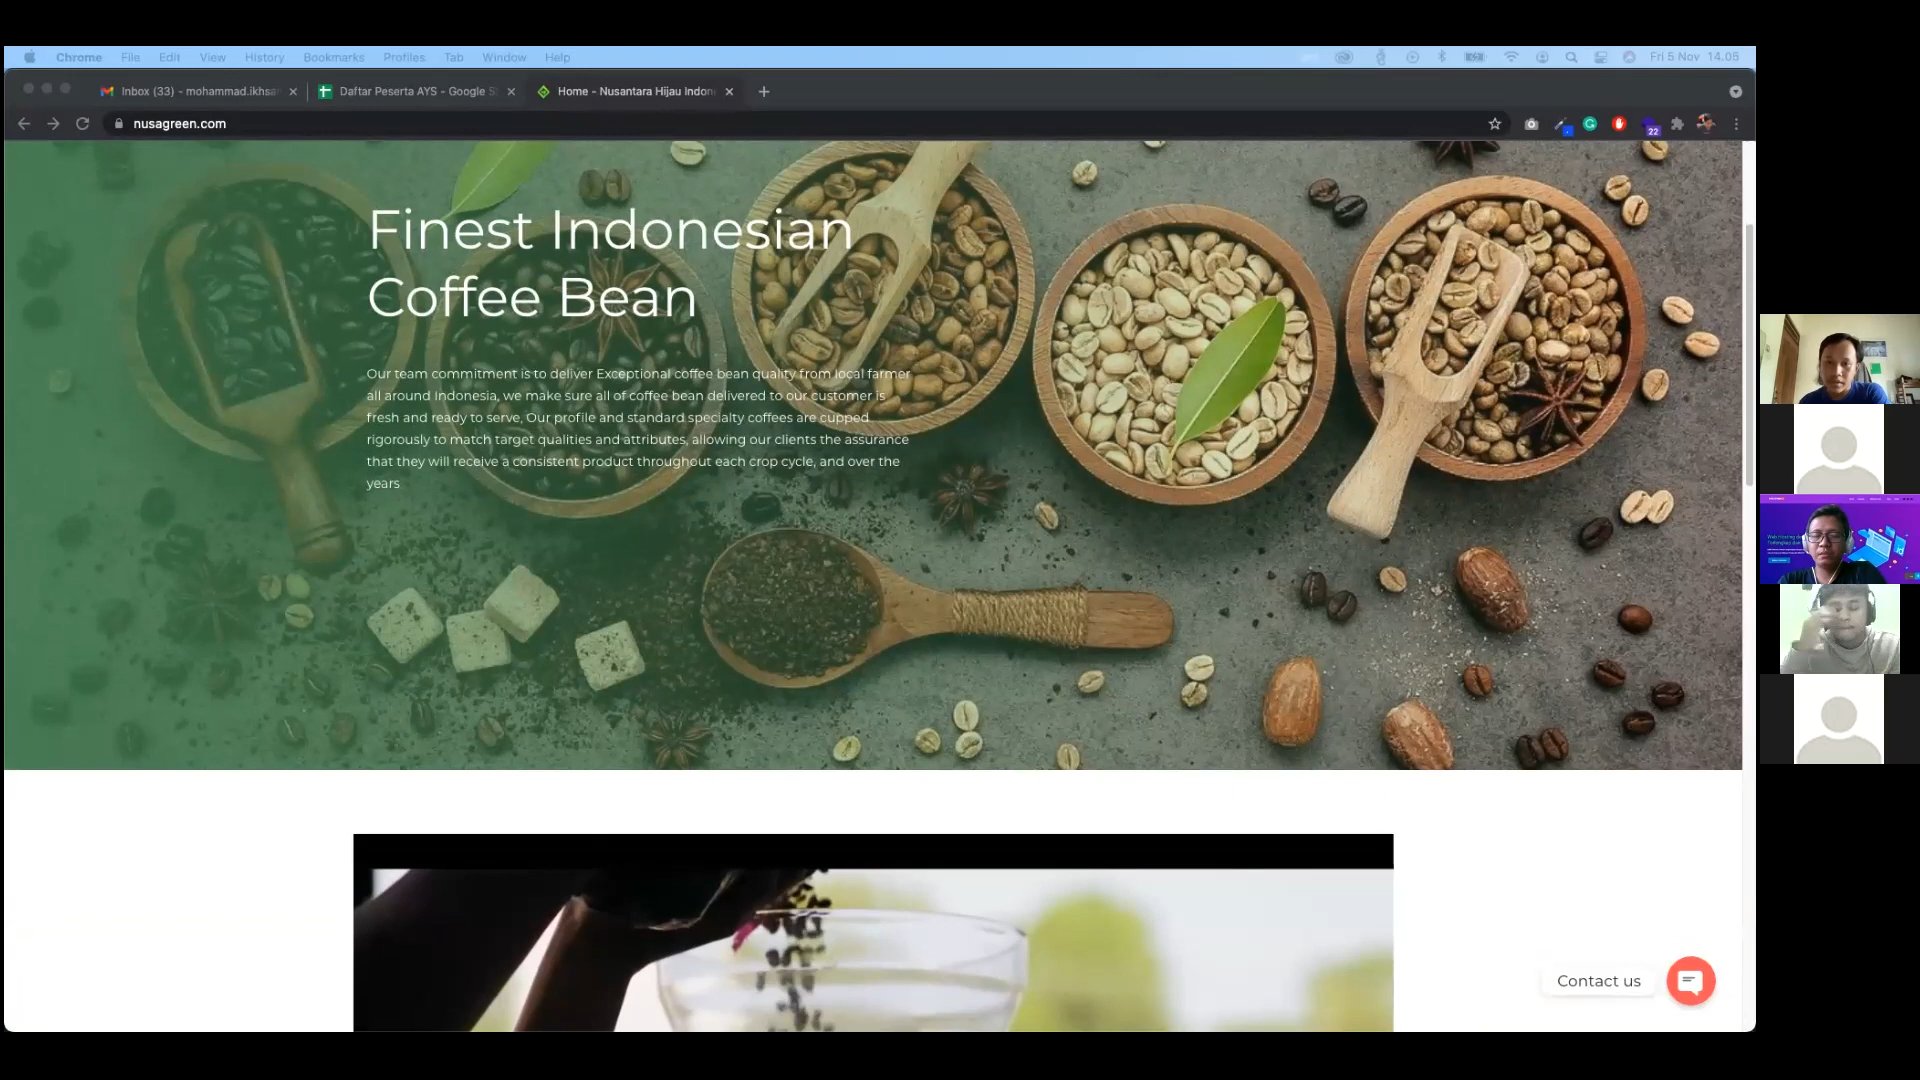 Chrome File Edit View History Bookmarks Profiles Tab Window Help Fri 5 Nov 14.05
Inbox (33) - mohammad.ikhsa
Daftar Peserta AYS - Google S
Home - Nusantara Hijau Indon
nusagreen.com
22
Finest Indonesian
Coffee Bean
Our team commitment is to deliver Exceptional coffee bean quality from local farmer
all around Indonesia, we make sure all of coffee bean delivered to our customer is
fresh and ready to serve, Our profile and standard specialty coffees are cupped
rigorously to match target qualities and attributes, allowing our clients the assurance
that they will receive a consistent product throughout each crop cycle, and over the
years
Contact us